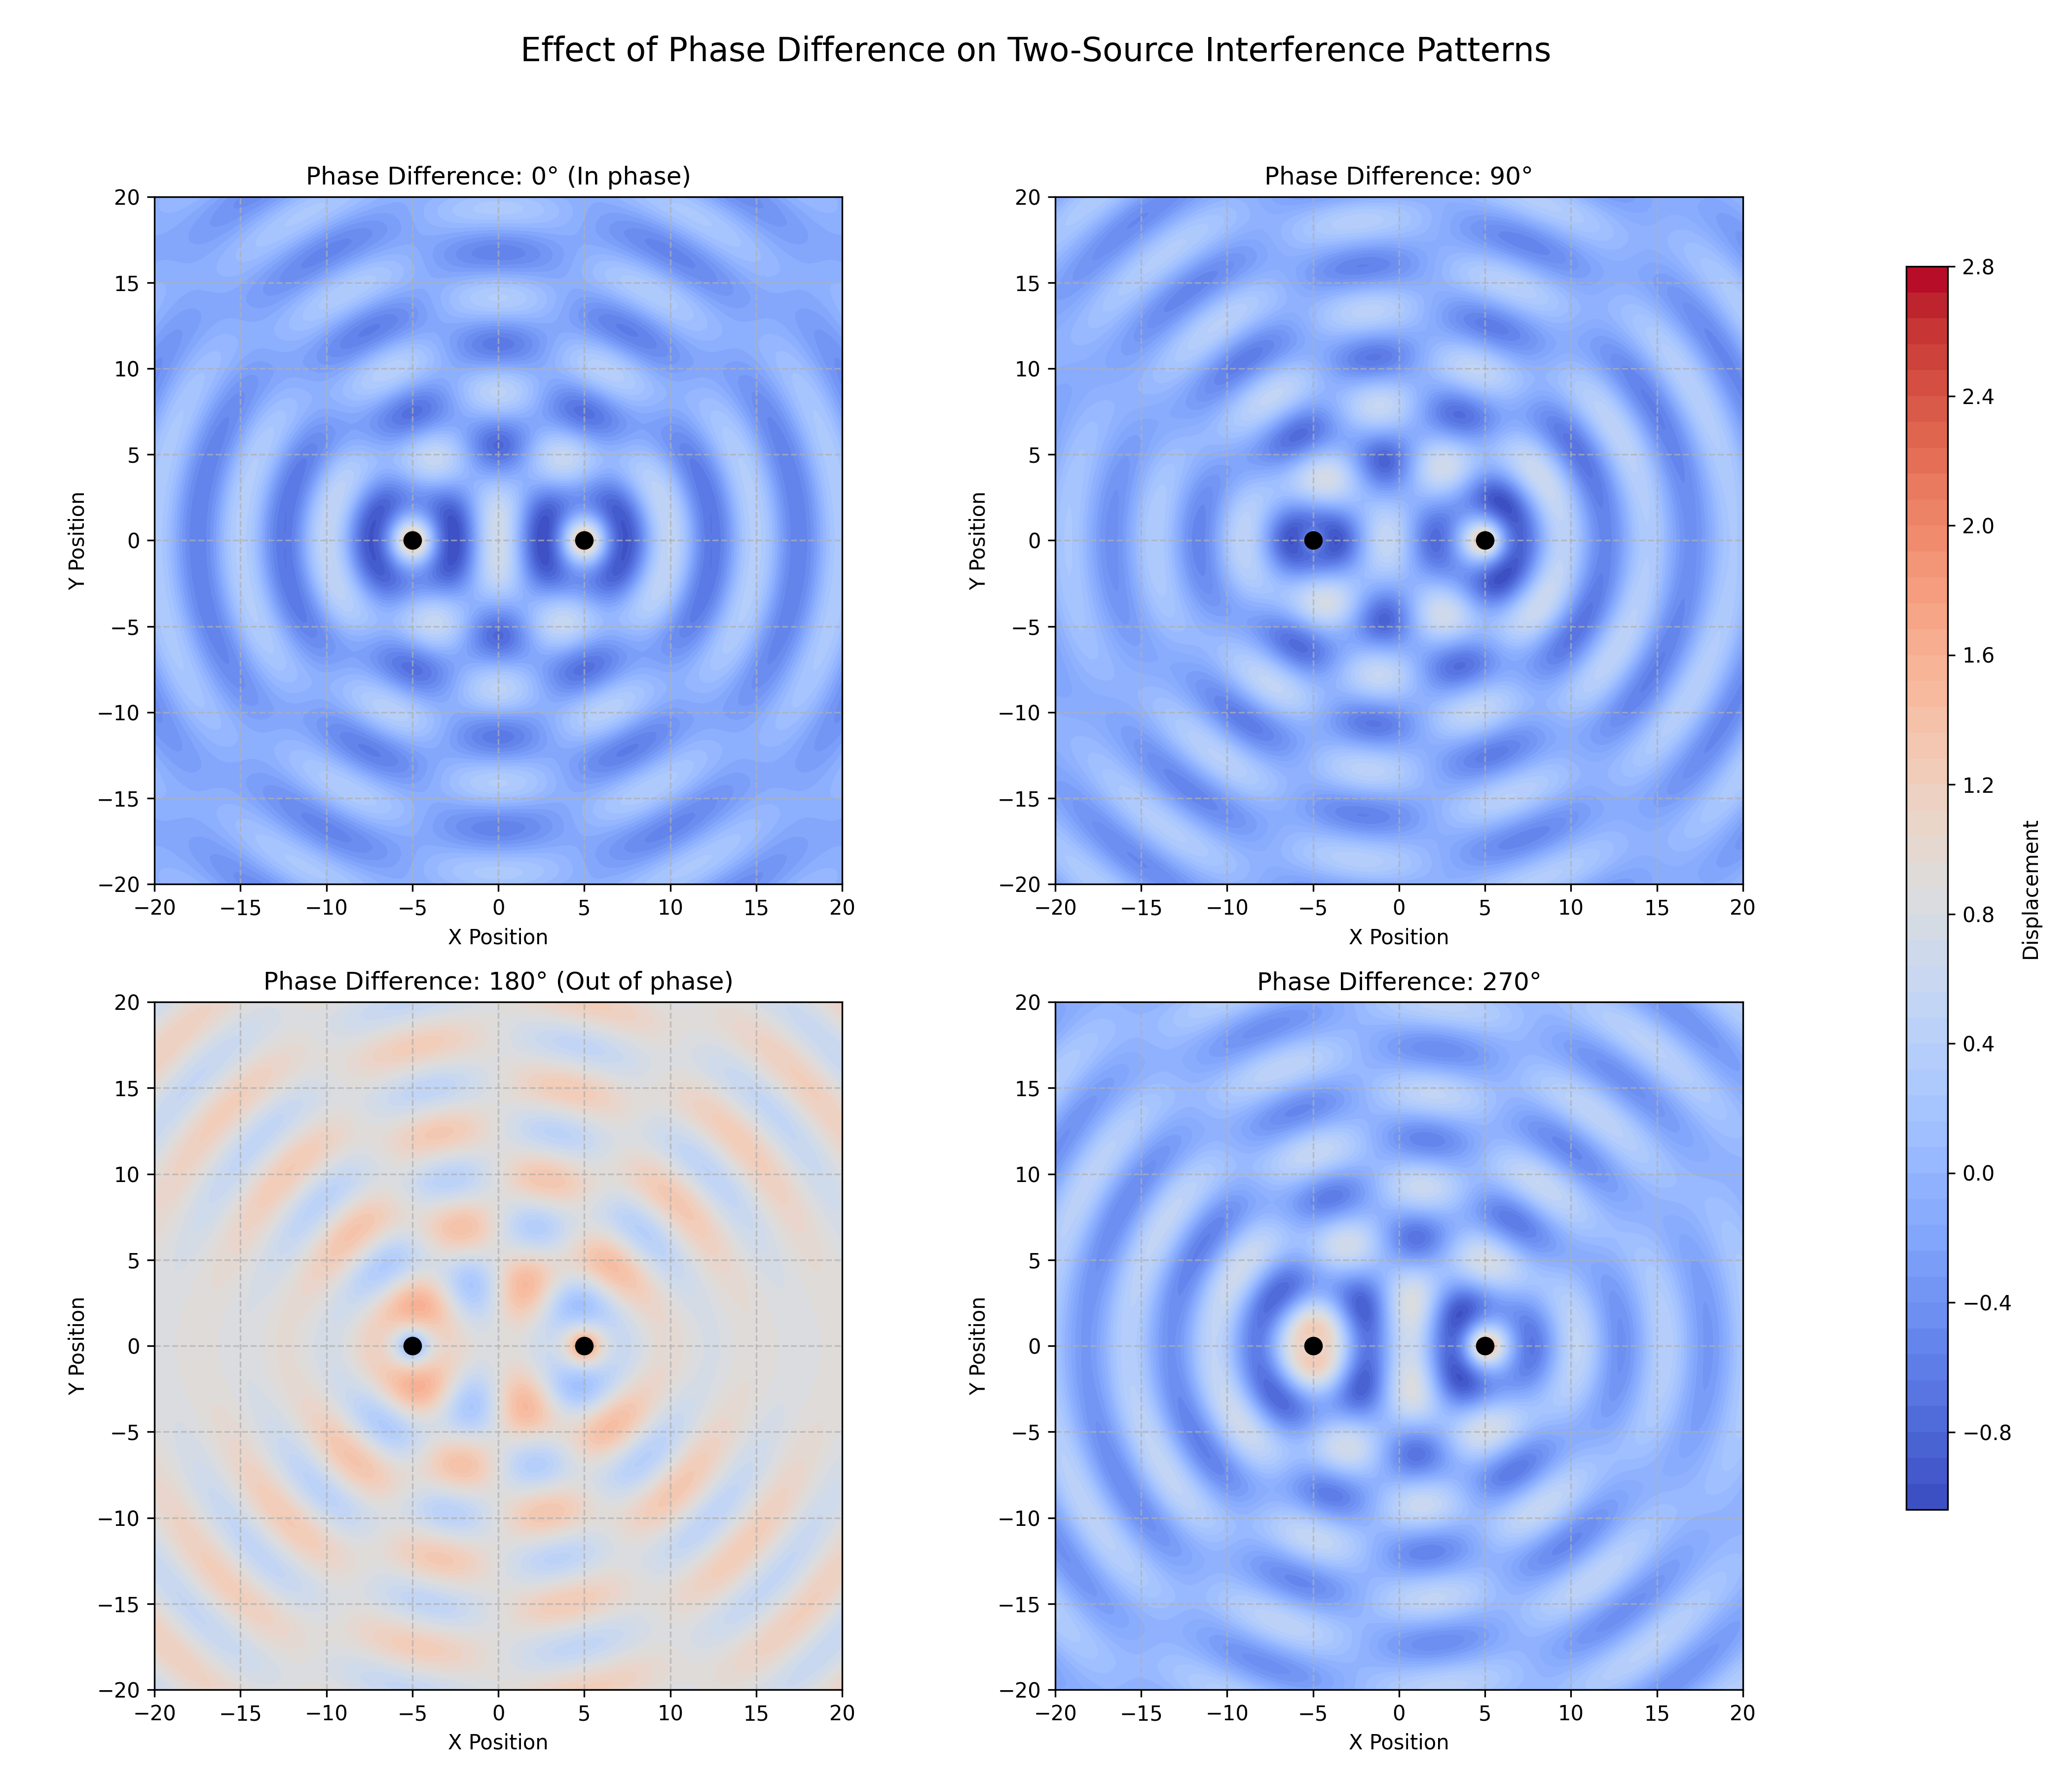 Effect of Phase Difference on Two-Source Interference Patterns
Phase Difference: 0° (In phase)
20
15
10
5
0
−5
−10
−15
−20
Y Position
−20 −15 −10 −5 0 5 10 15 20
X Position
Phase Difference: 90°
20
15
10
5
0
−5
−10
−15
−20
Y Position
−20 −15 −10 −5 0 5 10 15 20
X Position
Phase Difference: 180° (Out of phase)
20
15
10
5
0
−5
−10
−15
−20
Y Position
−20 −15 −10 −5 0 5 10 15 20
X Position
Phase Difference: 270°
20
15
10
5
0
−5
−10
−15
−20
Y Position
−20 −15 −10 −5 0 5 10 15 20
X Position
2.8
2.4
2.0
1.6
1.2
0.8
0.4
0.0
−0.4
−0.8
Displacement